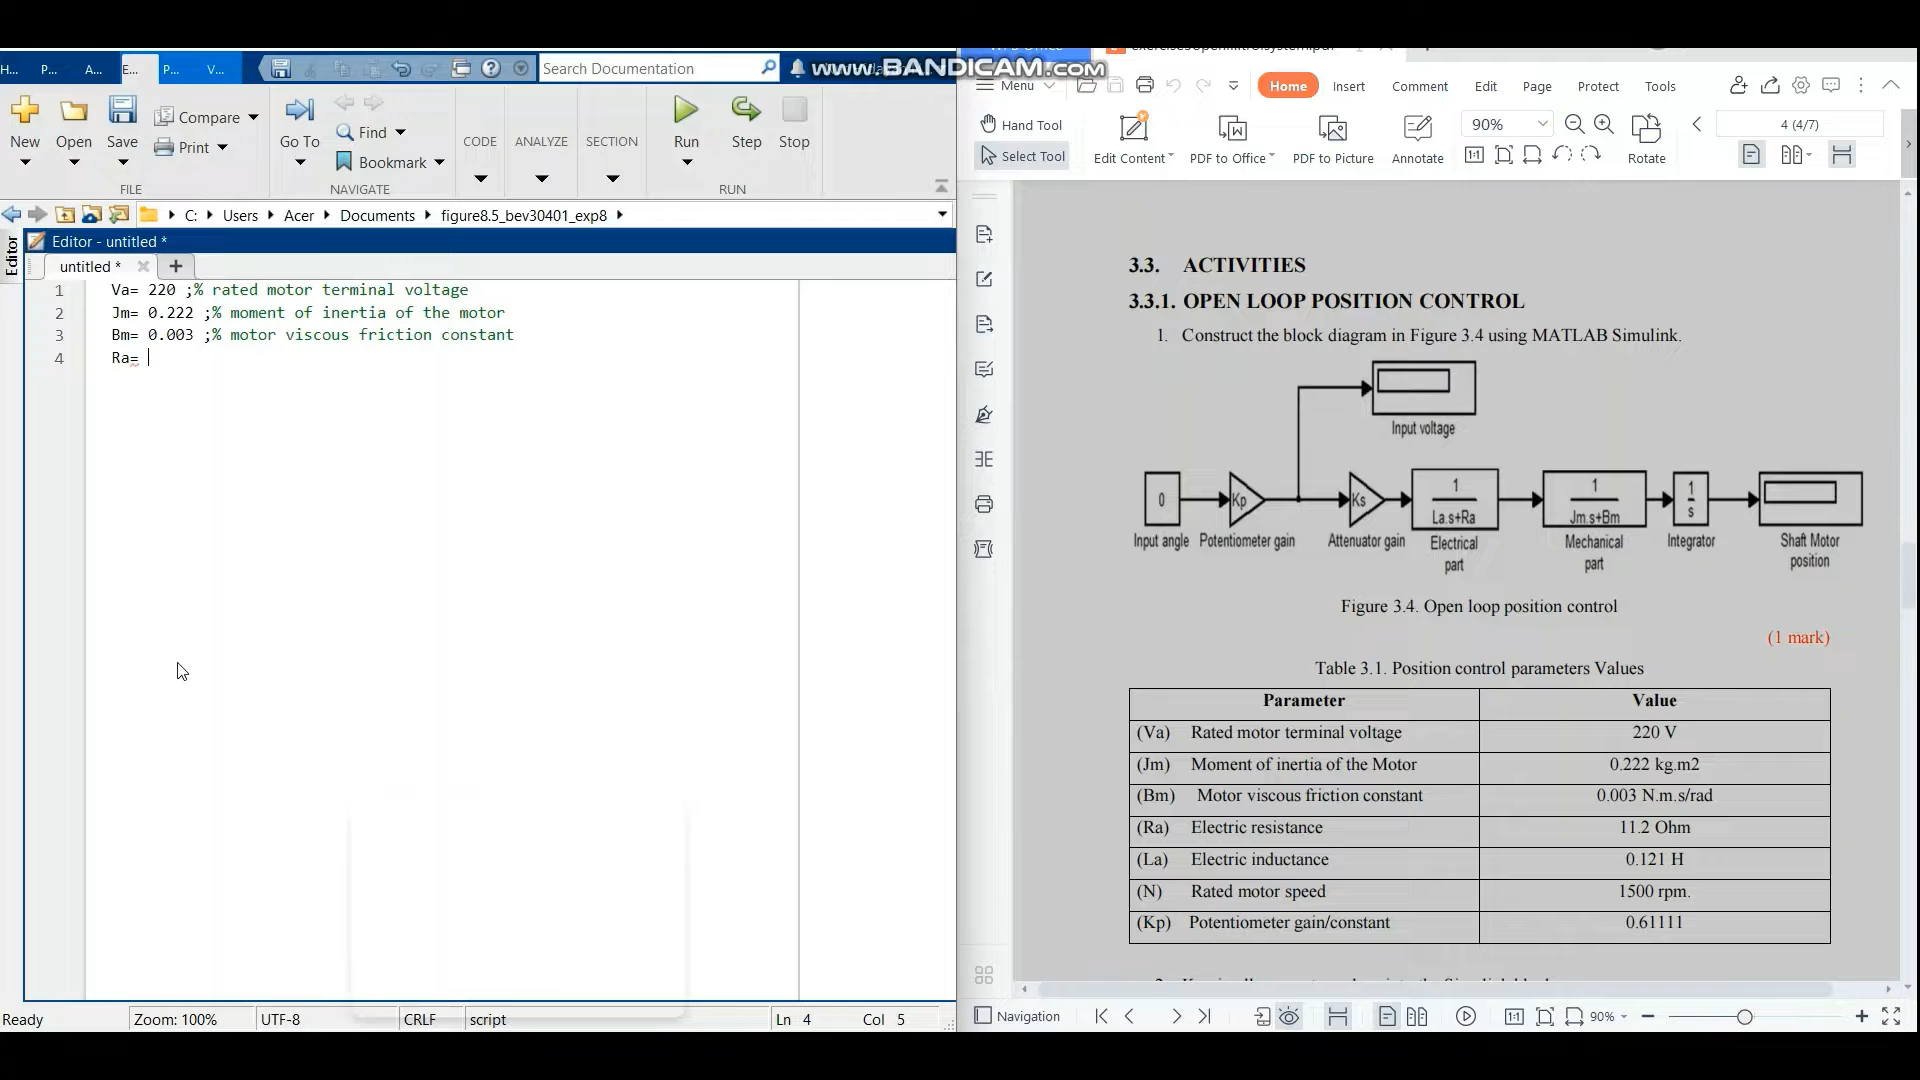 www.BANDICAM.com
H... P... A... E... P... V...
Search Documentation
New
Open
Save
Compare
Print
FILE
Go To
Find
Bookmark
NAVIGATE
CODE
ANALYZE
SECTION
Run
Step
Stop
RUN
C: Users Acer Documents figure8.5_bev30401_exp8
Editor
Editor - untitled *
untitled *
1 Va= 220 ;% rated motor terminal voltage
2 Jm= 0.222 ;% moment of inertia of the motor
3 Bm= 0.003 ;% motor viscous friction constant
4 Ra=
Ready
Zoom: 100%
UTF-8
CRLF
script
Ln 4
Col 5
Menu
Home
Insert
Comment
Edit
Page
Protect
Tools
Hand Tool
Select Tool
Edit Content
PDF to Office
PDF to Picture
Annotate
90%
1:1
Rotate
4 (4/7)
3.3. ACTIVITIES
3.3.1. OPEN LOOP POSITION CONTROL
1. Construct the block diagram in Figure 3.4 using MATLAB Simulink.
Input voltage
0
Kp
Ks
1
La.s+Ra
1
Jm.s+Bm
1
s
Input angle
Potentiometer gain
Attenuator gain
Electrical
part
Mechanical
part
Integrator
Shaft Motor
position
Figure 3.4. Open loop position control
(1 mark)
Table 3.1. Position control parameters Values
Parameter Value
(Va) Rated motor terminal voltage 220 V
(Jm) Moment of inertia of the Motor 0.222 kg.m2
(Bm) Motor viscous friction constant 0.003 N.m.s/rad
(Ra) Electric resistance 11.2 Ohm
(La) Electric inductance 0.121 H
(N) Rated motor speed 1500 rpm.
(Kp) Potentiometer gain/constant 0.61111
Navigation
1:1
90%